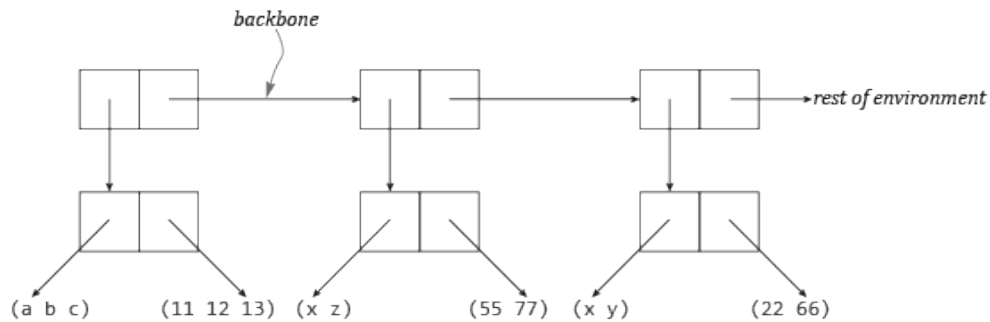 backbone
rest of environment
(a b c) (11 12 13) (x z) (55 77) (x y) (22 66)